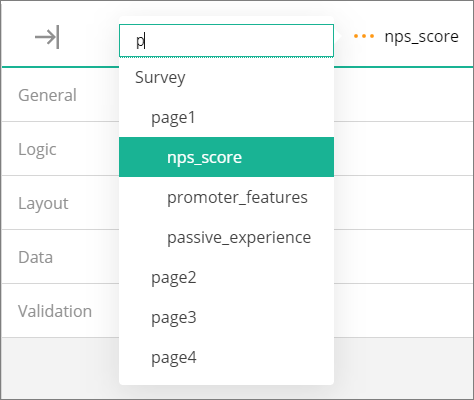 p
nps_score
Survey
General
page1
Logic
nps_score
Layout
promoter_features
passive_experience
Data
page2
Validation
page3
page4